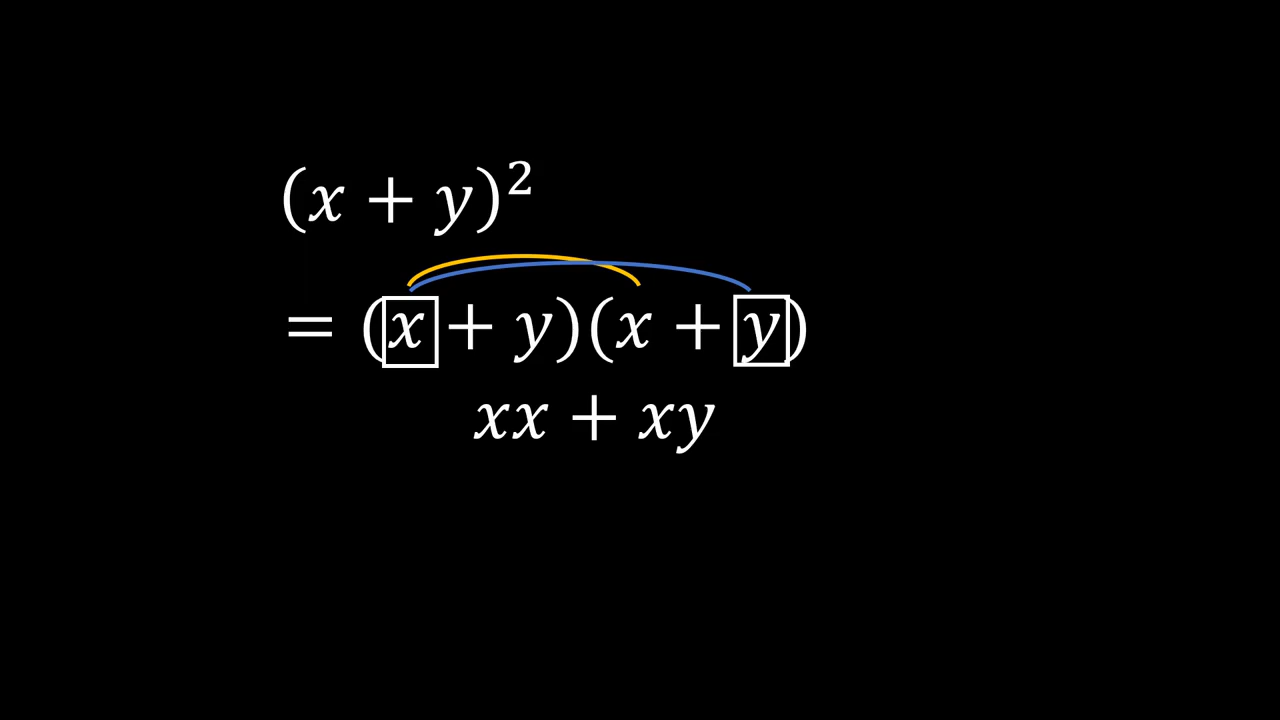 (x + y)²
= (x + y)(x + y)
xx + xy